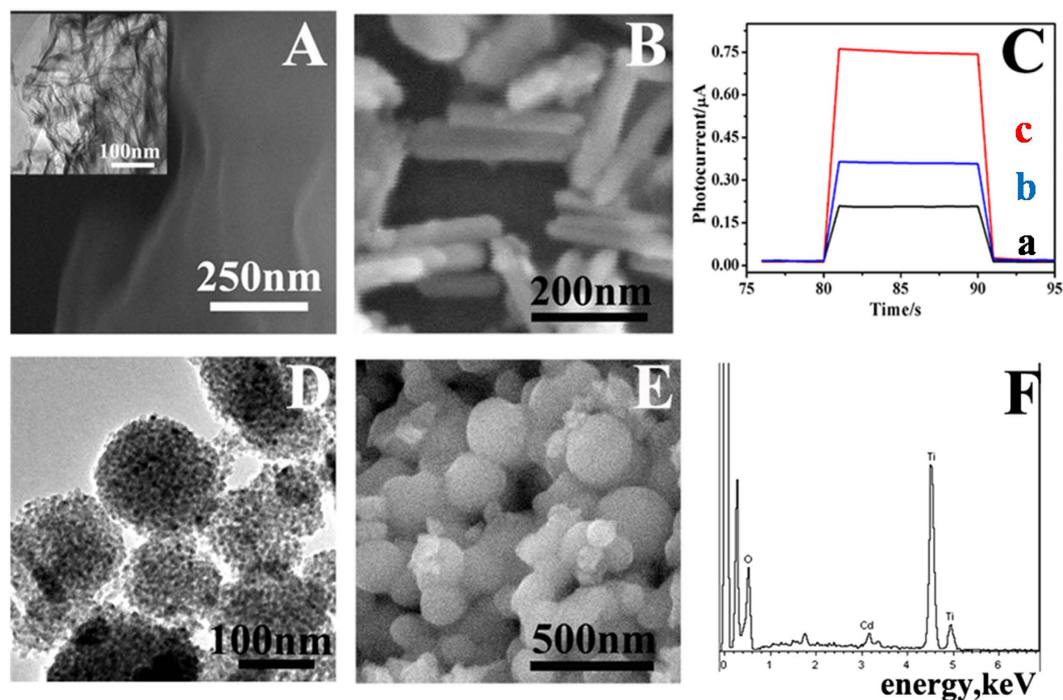 A
100nm
250nm
B
200nm
C
Photocurrent/μA
0.75
0.60
0.45
0.30
0.15
0.00
c
b
a
75
80
85
90
95
Time/s
D
100nm
E
500nm
F
O
Cd
Ti
Ti
0
1
2
3
4
5
6
energy,keV